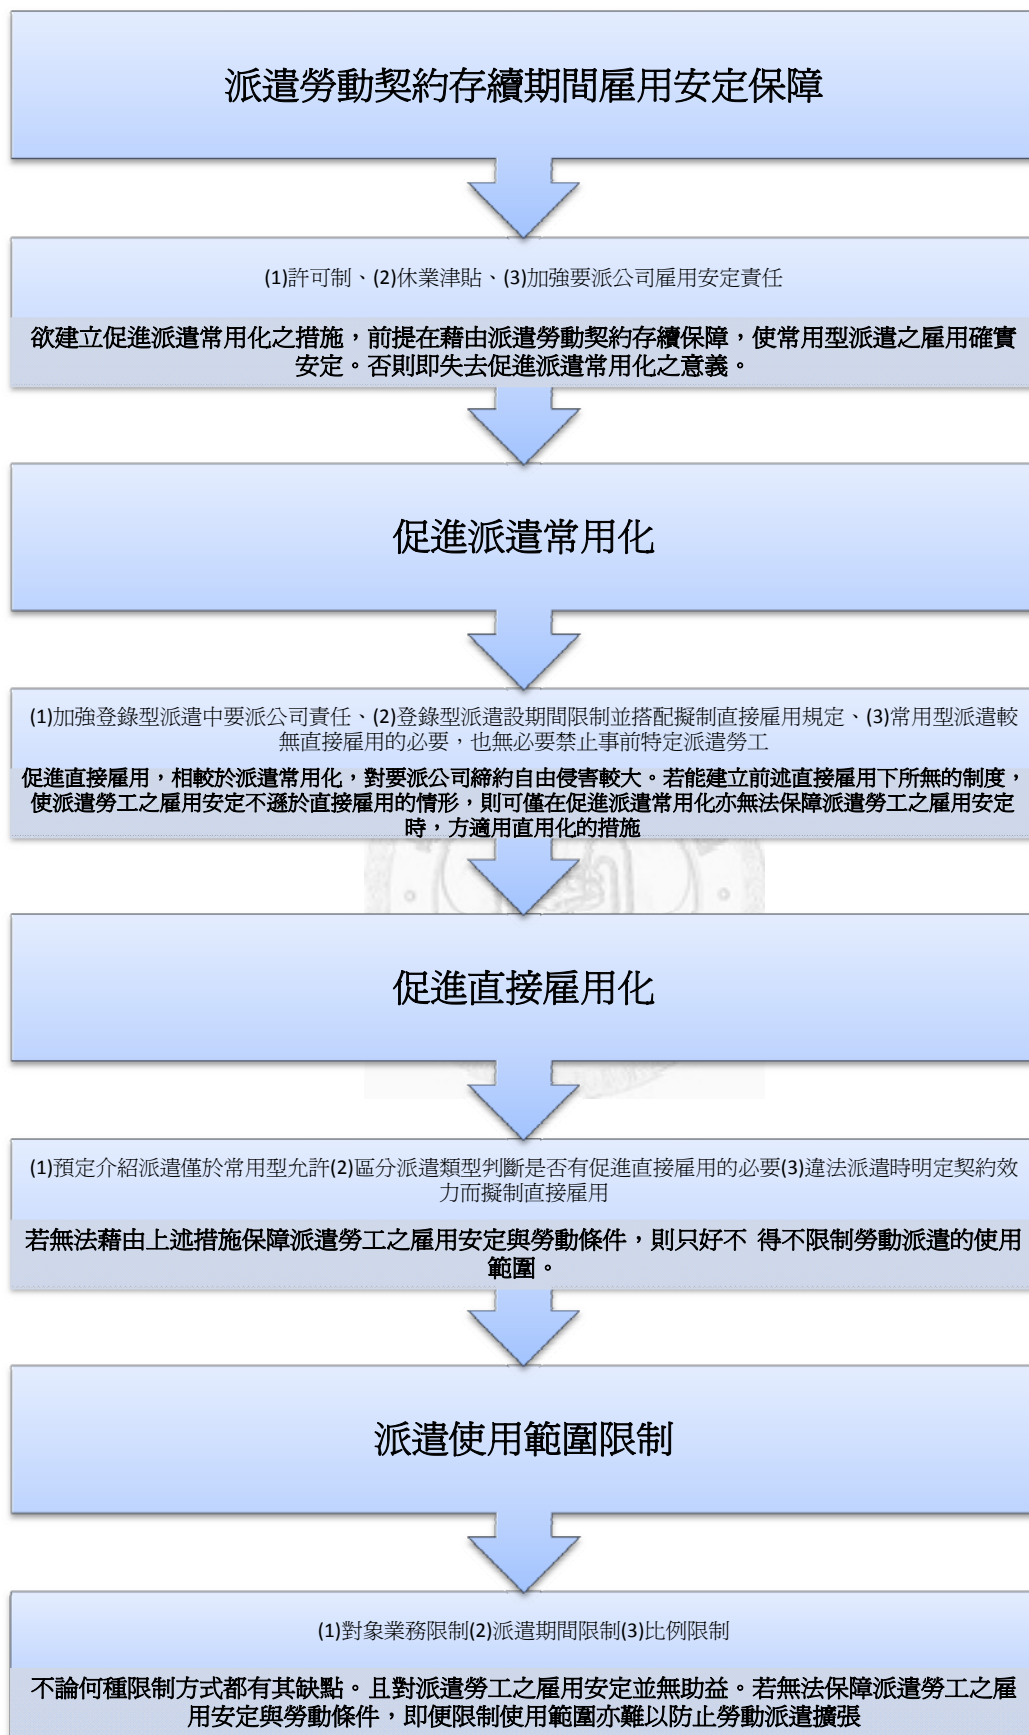 派遣勞動契約存續期間雇用安定保障
(1)許可制、(2)休業津貼、(3)加強要派公司雇用安定責任
欲建立促進派遣常用化之措施，前提在藉由派遣勞動契約存續保障，使常用型派遣之雇用確實
安定。否則即失去促進派遣常用化之意義。
促進派遣常用化
(1)加強登錄型派遣中要派公司責任、(2)登錄型派遣設期間限制並搭配擬制直接雇用規定、(3)常用型派遣較
無直接雇用的必要，也無必要禁止事前特定派遣勞工
促進直接雇用，相較於派遣常用化，對要派公司締約自由侵害較大。若能建立前述直接雇用下所無的制度，
使派遣勞工之雇用安定不遜於直接雇用的情形，則可僅在促進派遣常用化亦無法保障派遣勞工之雇用安定
時，方適用直用化的措施
促進直接雇用化
(1)預定介紹派遣僅於常用型允許(2)區分派遣類型判斷是否有促進直接雇用的必要(3)違法派遣時明定契約效
力而擬制直接雇用
若無法藉由上述措施保障派遣勞工之雇用安定與勞動條件，則只好不 得不限制勞動派遣的使用
範圍。
派遣使用範圍限制
(1)對象業務限制(2)派遣期間限制(3)比例限制
不論何種限制方式都有其缺點。且對派遣勞工之雇用安定並無助益。若無法保障派遣勞工之雇
用安定與勞動條件，即便限制使用範圍亦難以防止勞動派遣擴張